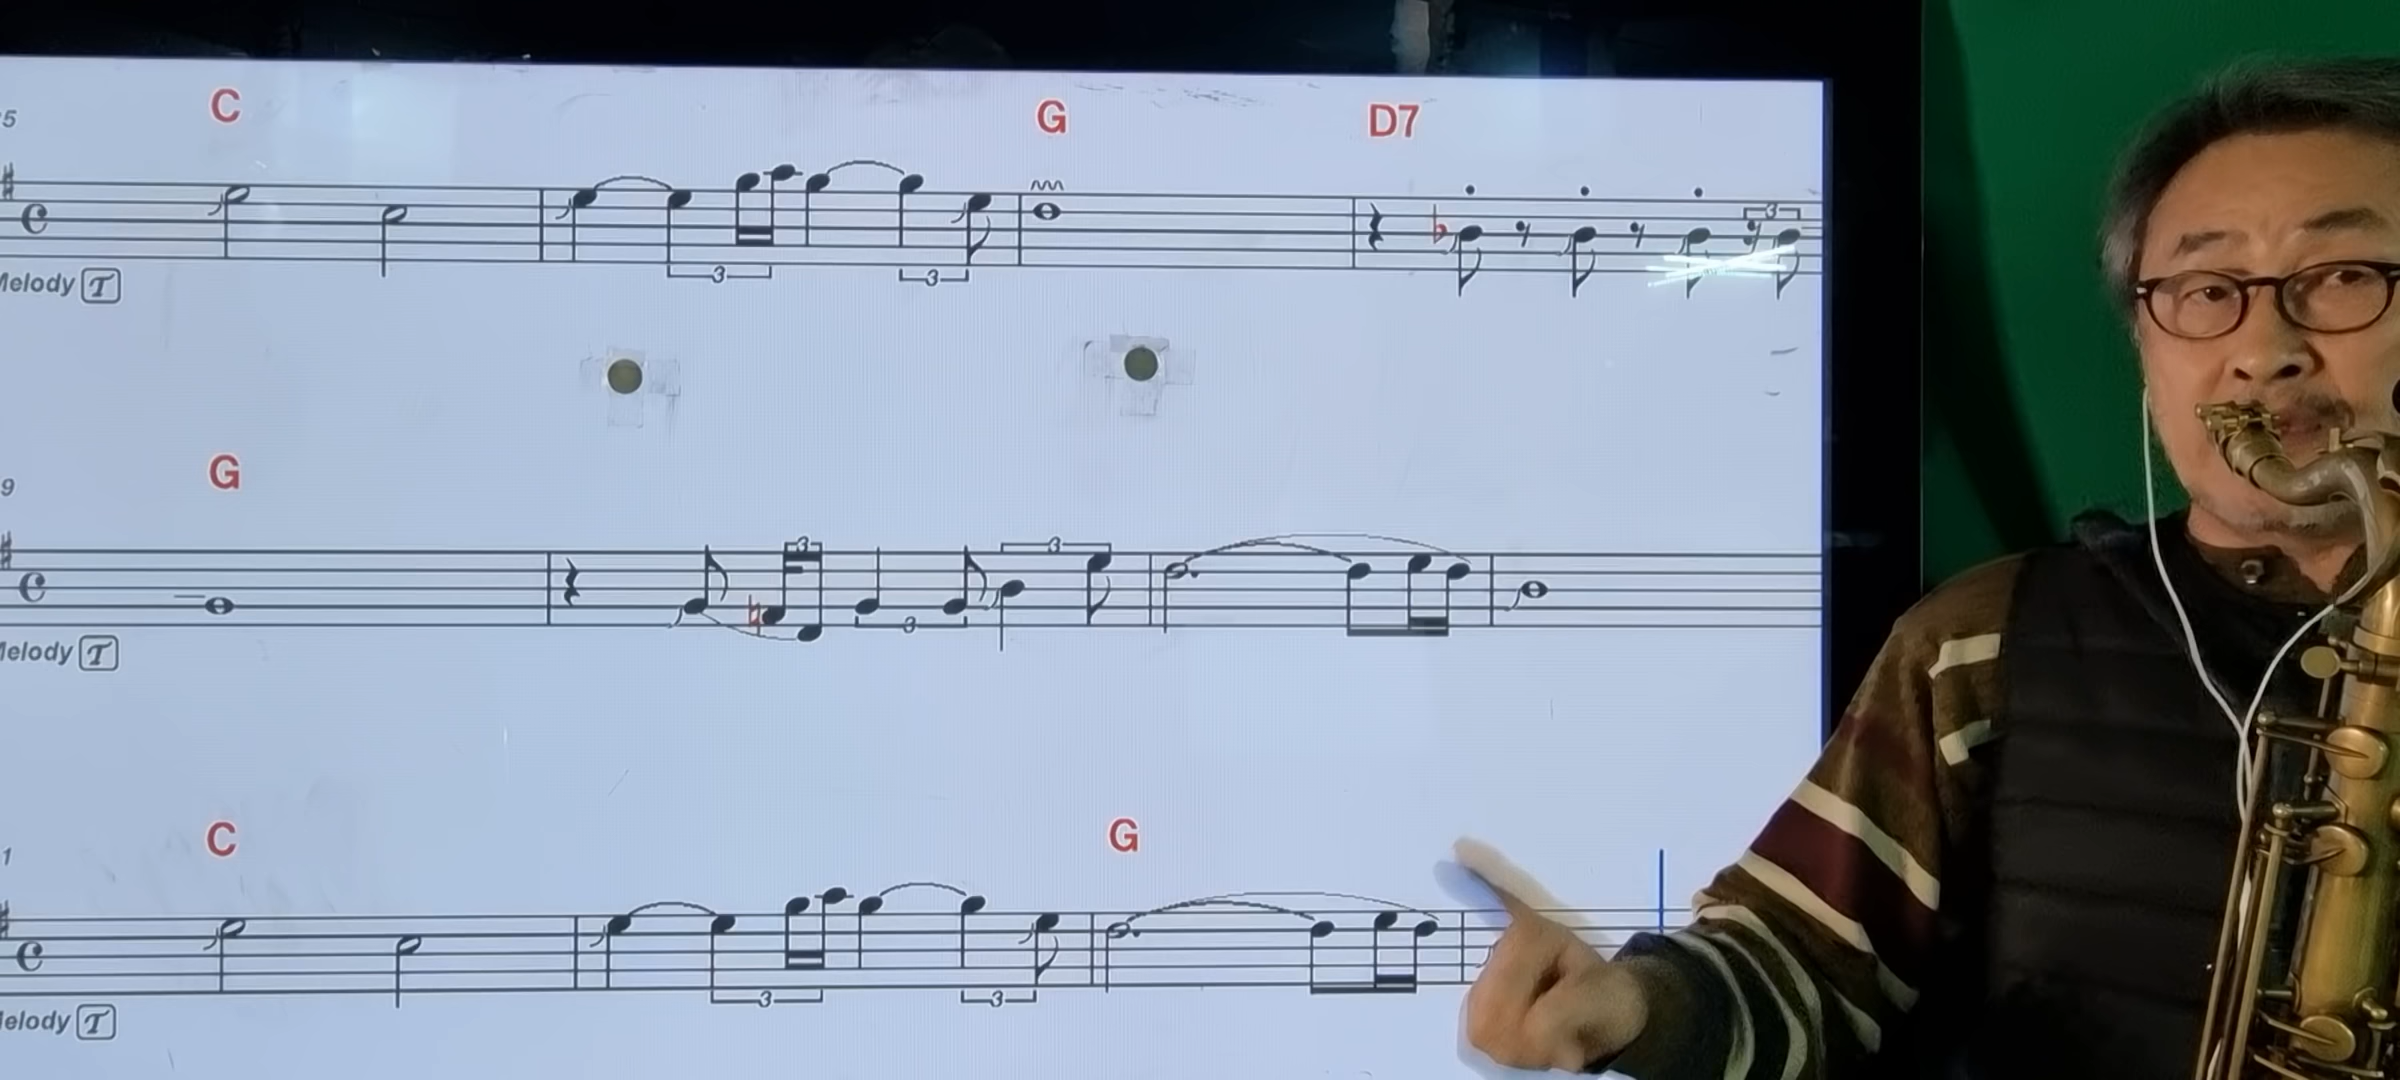 5
C G D7
3 3 3
Melody T
9
G
3 3 3
Melody T
1
C G
3 3
Melody T